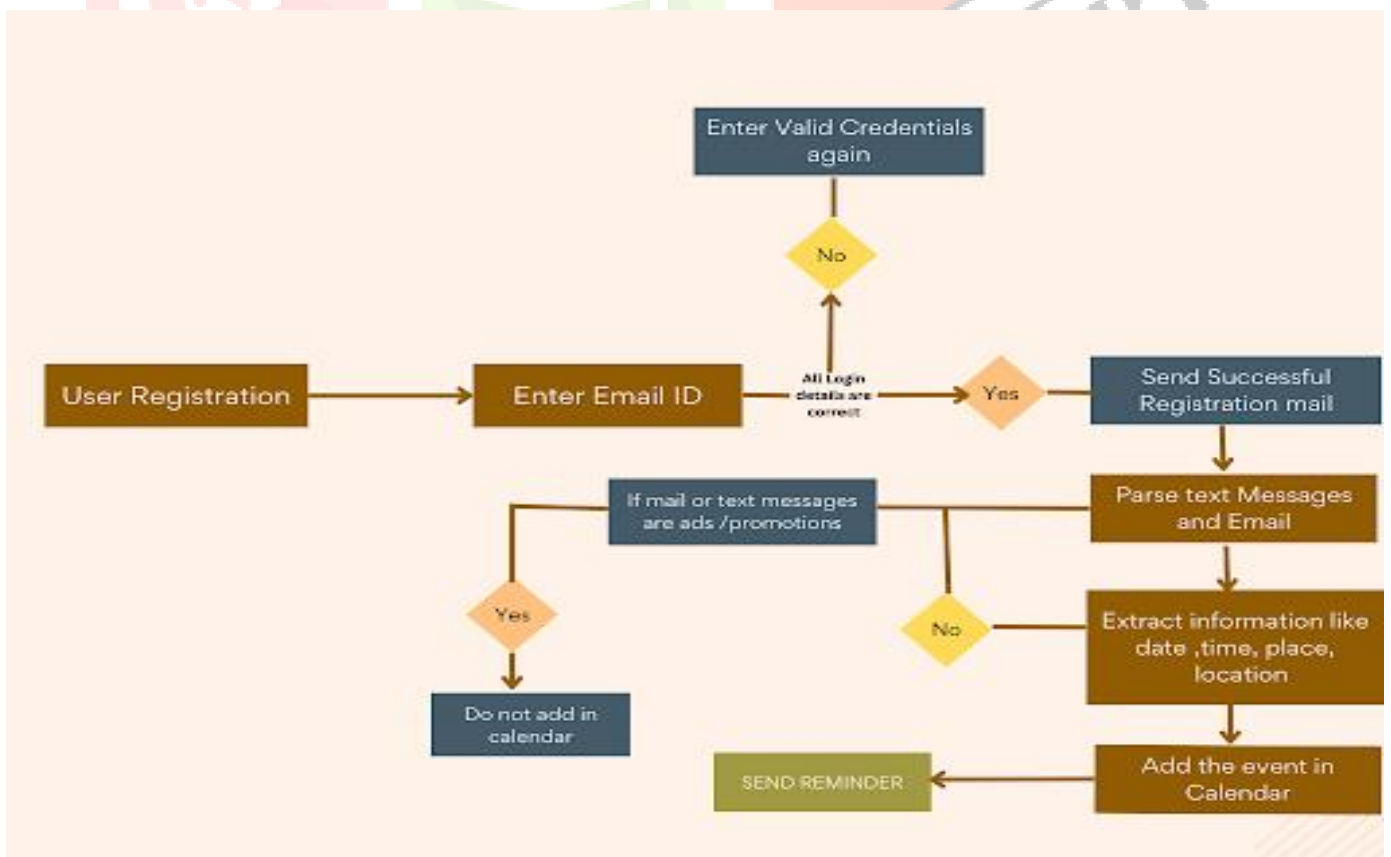 Enter Valid Credentials
again
No
User Registration
Enter Email ID
All Login
details are
correct
Yes
Send Successful
Registration mail
If mail or text messages
are ads /promotions
Parse text Messages
and Email
Yes
No
Extract information like
date ,time, place,
location
Do not add in
calendar
SEND REMINDER
Add the event in
Calendar